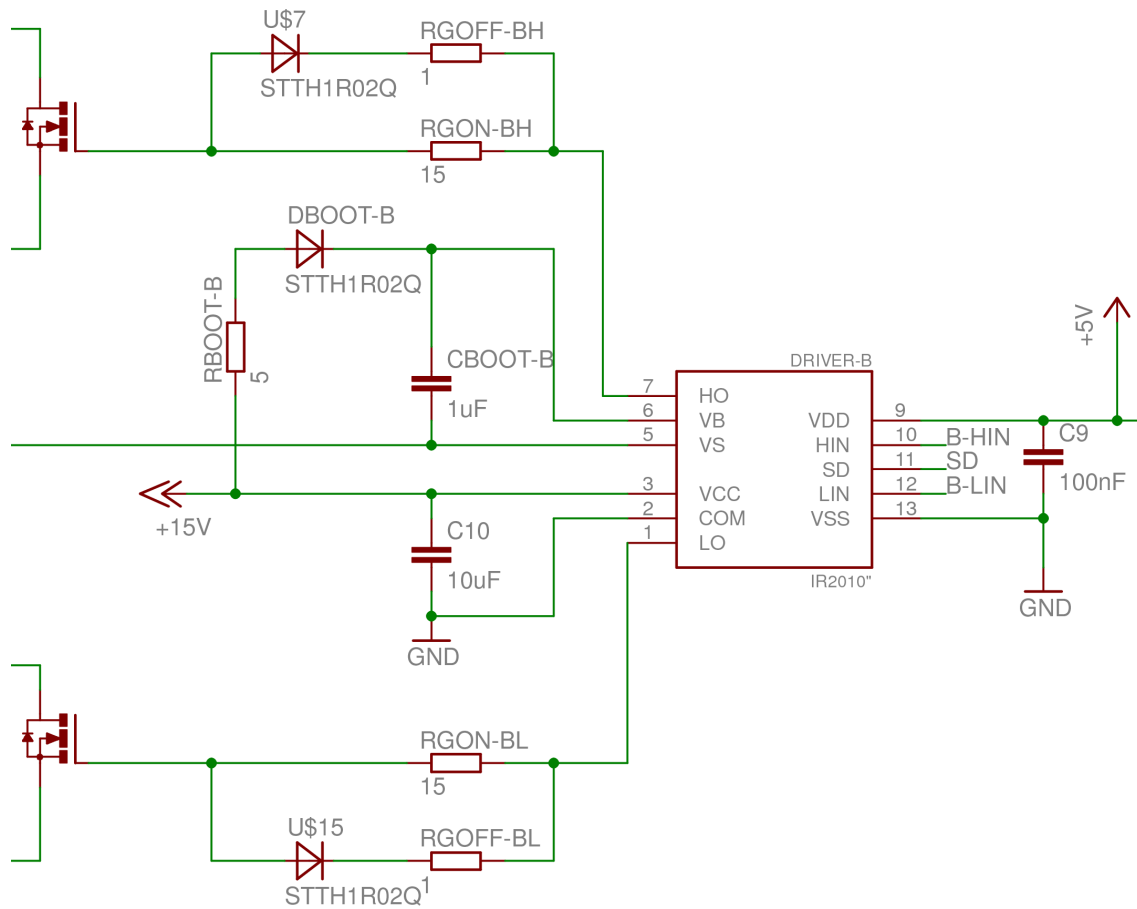 U$7
RGOFF-BH
STTH1R02Q
1
RGON-BH
15
DBOOT-B
STTH1R02Q
RBOOT-B
5
CBOOT-B
1uF
+5V
DRIVER-B
7 HO
6 VB
5 VS
3 VCC
2 COM
1 LO
VDD 9
HIN 10 B-HIN
SD 11 SD
LIN 12 B-LIN
VSS 13
C9
100nF
+15V
C10
10uF
IR2010"
GND
GND
RGON-BL
15
U$15
RGOFF-BL
STTH1R02Q
1